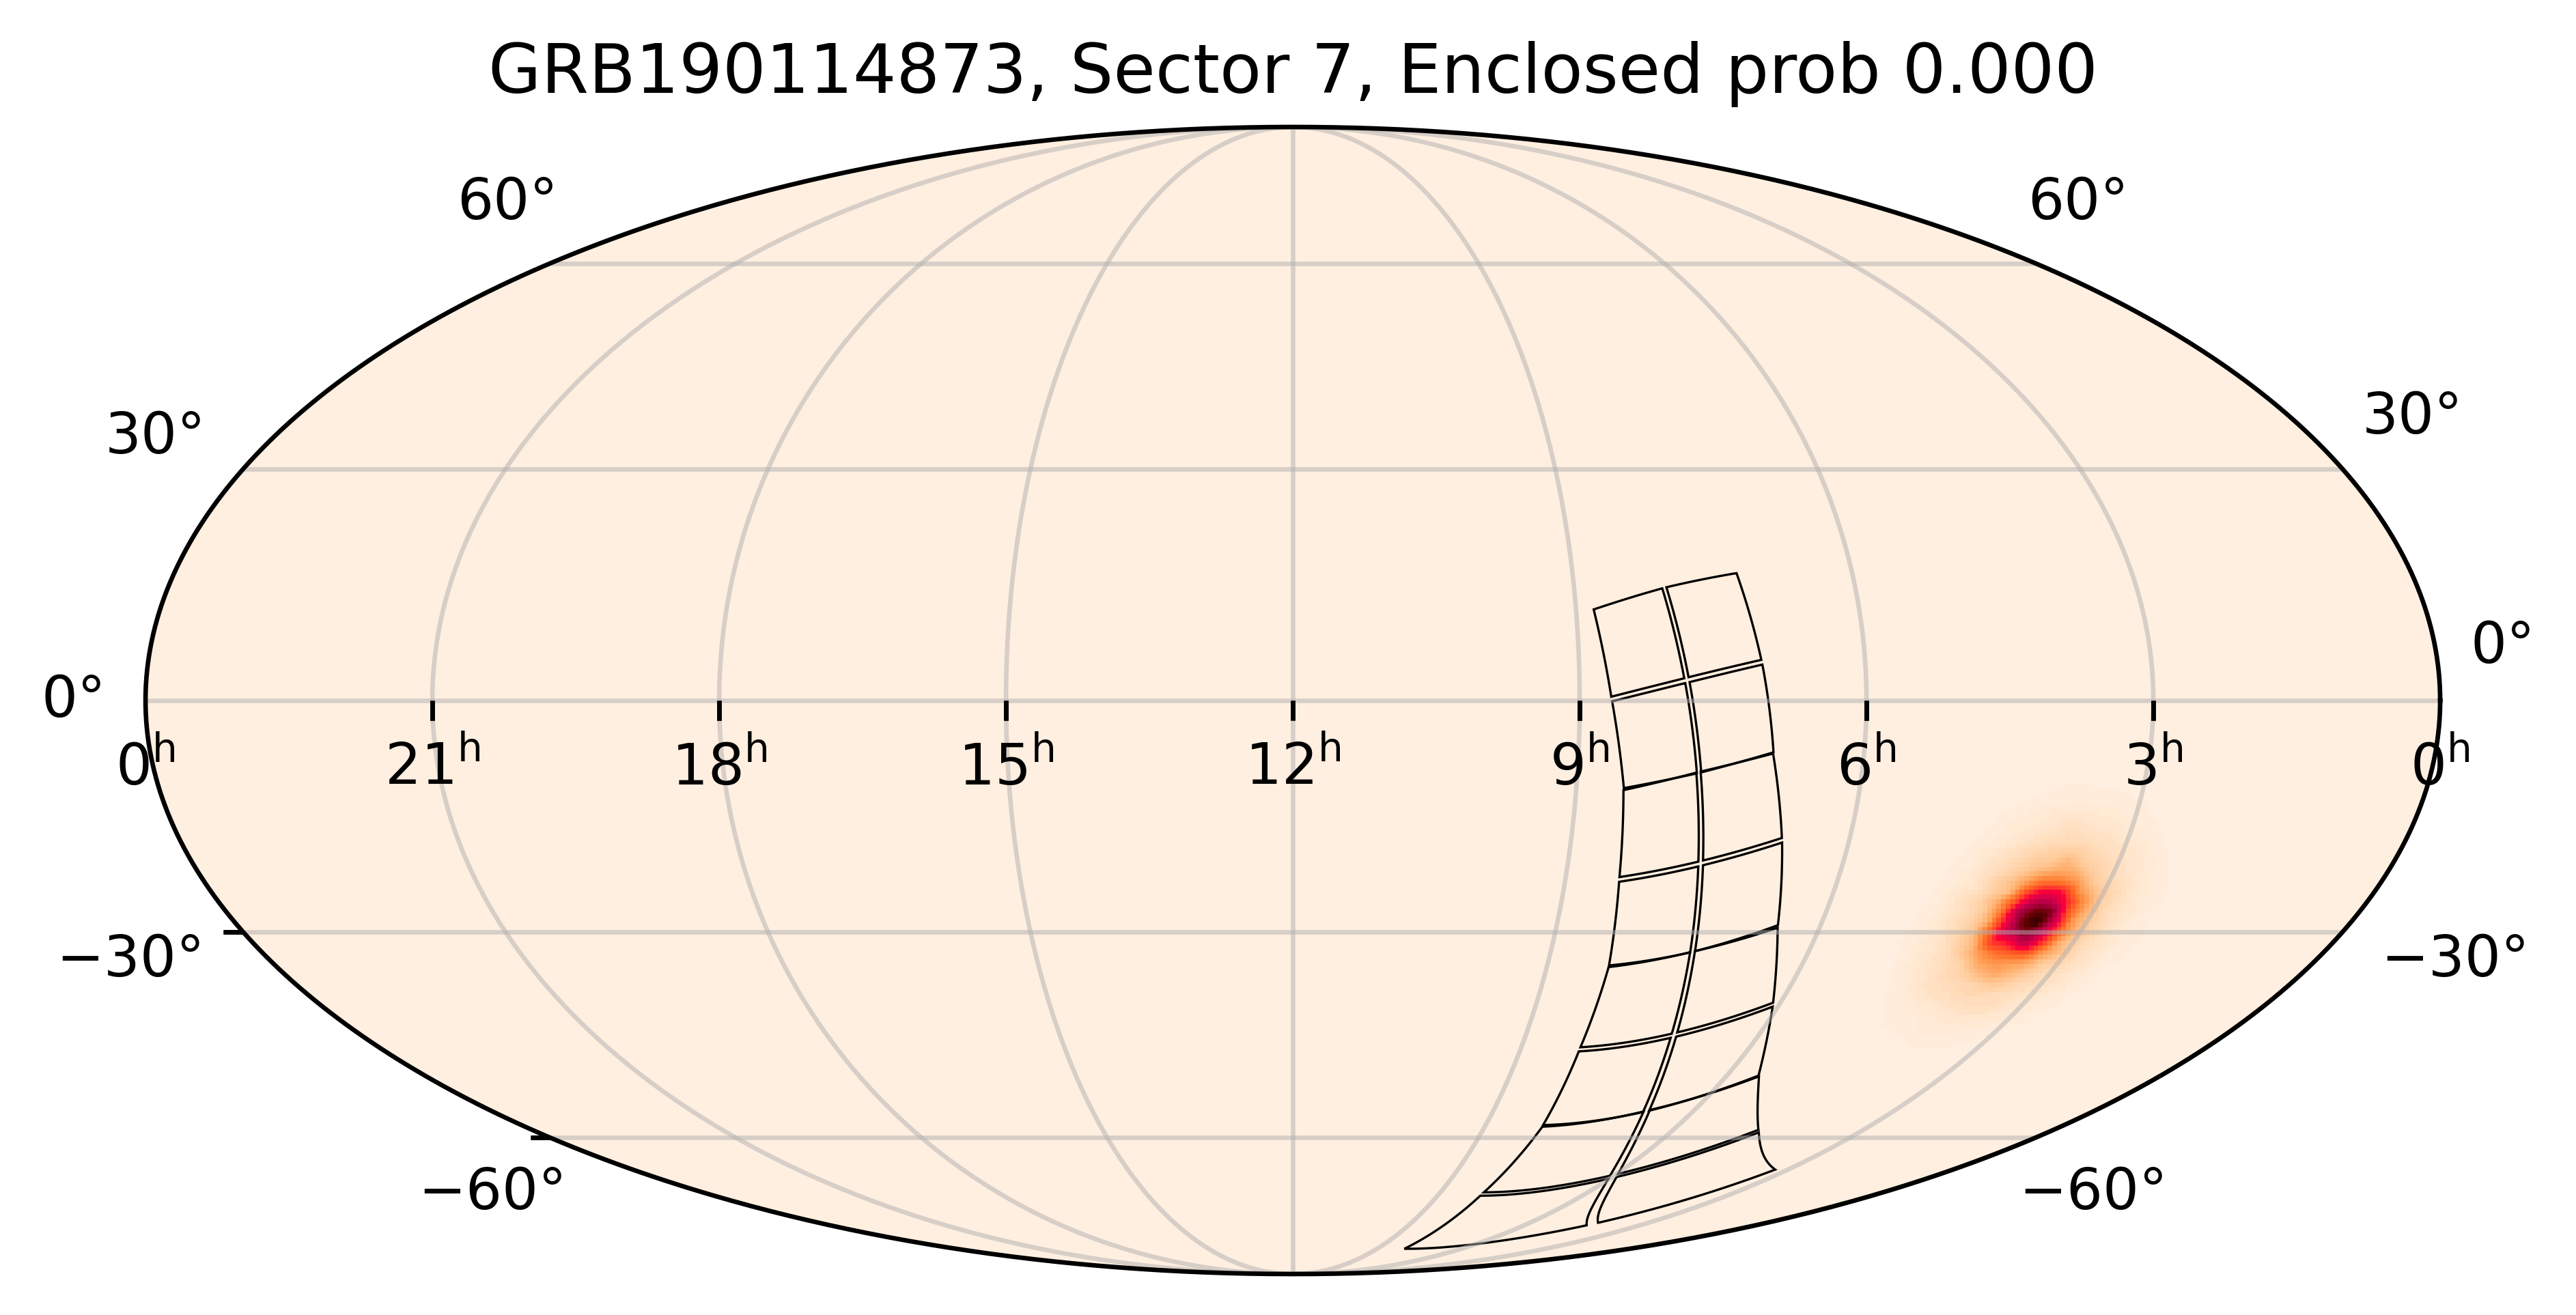 GRB190114873, Sector 7, Enclosed prob 0.000
60° 60°
30° 30°
0° 0°
0ʰ 21ʰ 18ʰ 15ʰ 12ʰ 9ʰ 6ʰ 3ʰ 0ʰ
−30° −30°
−60° −60°